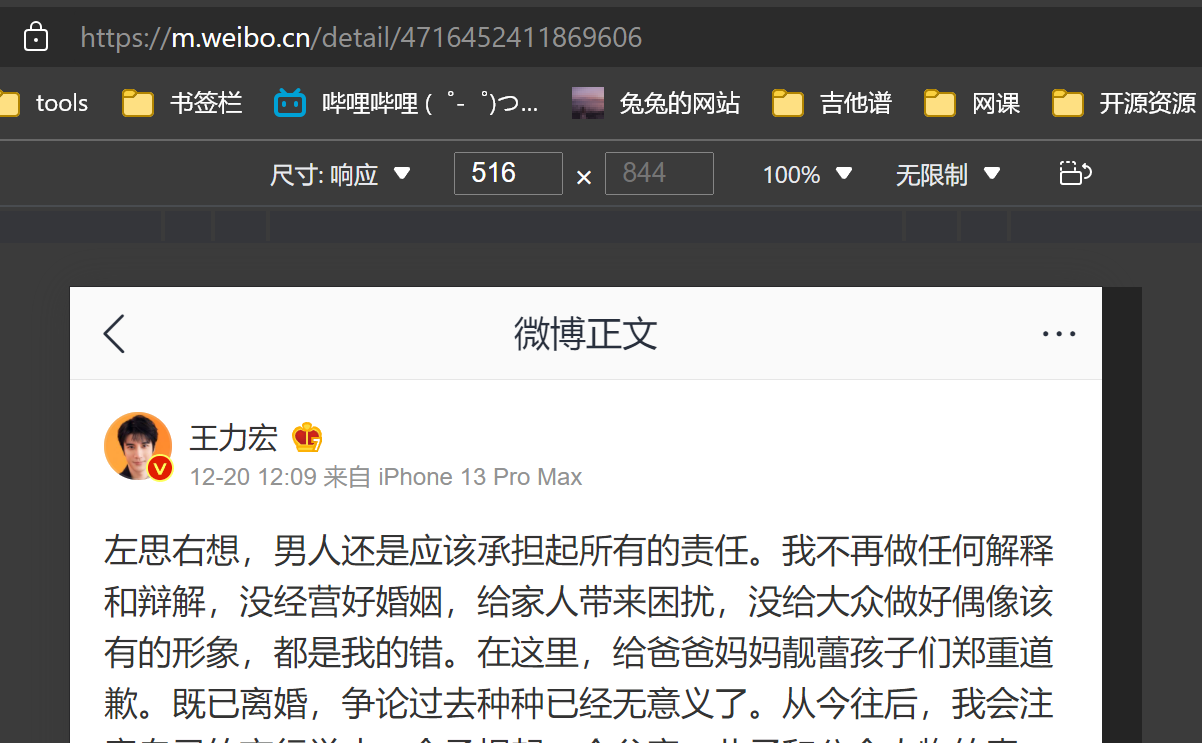 https://m.weibo.cn/detail/4716452411869606
tools 书签栏 哔哩哔哩 ( ゜- ゜)つ... 兔兔的网站 吉他谱 网课 开源资源
尺寸: 响应 516 × 844 100% 无限制
微博正文
王力宏
12-20 12:09 来自 iPhone 13 Pro Max
左思右想，男人还是应该承担起所有的责任。我不再做任何解释
和辩解，没经营好婚姻，给家人带来困扰，没给大众做好偶像该
有的形象，都是我的错。在这里，给爸爸妈妈靓蕾孩子们郑重道
歉。既已离婚，争论过去种种已经无意义了。从今往后，我会注